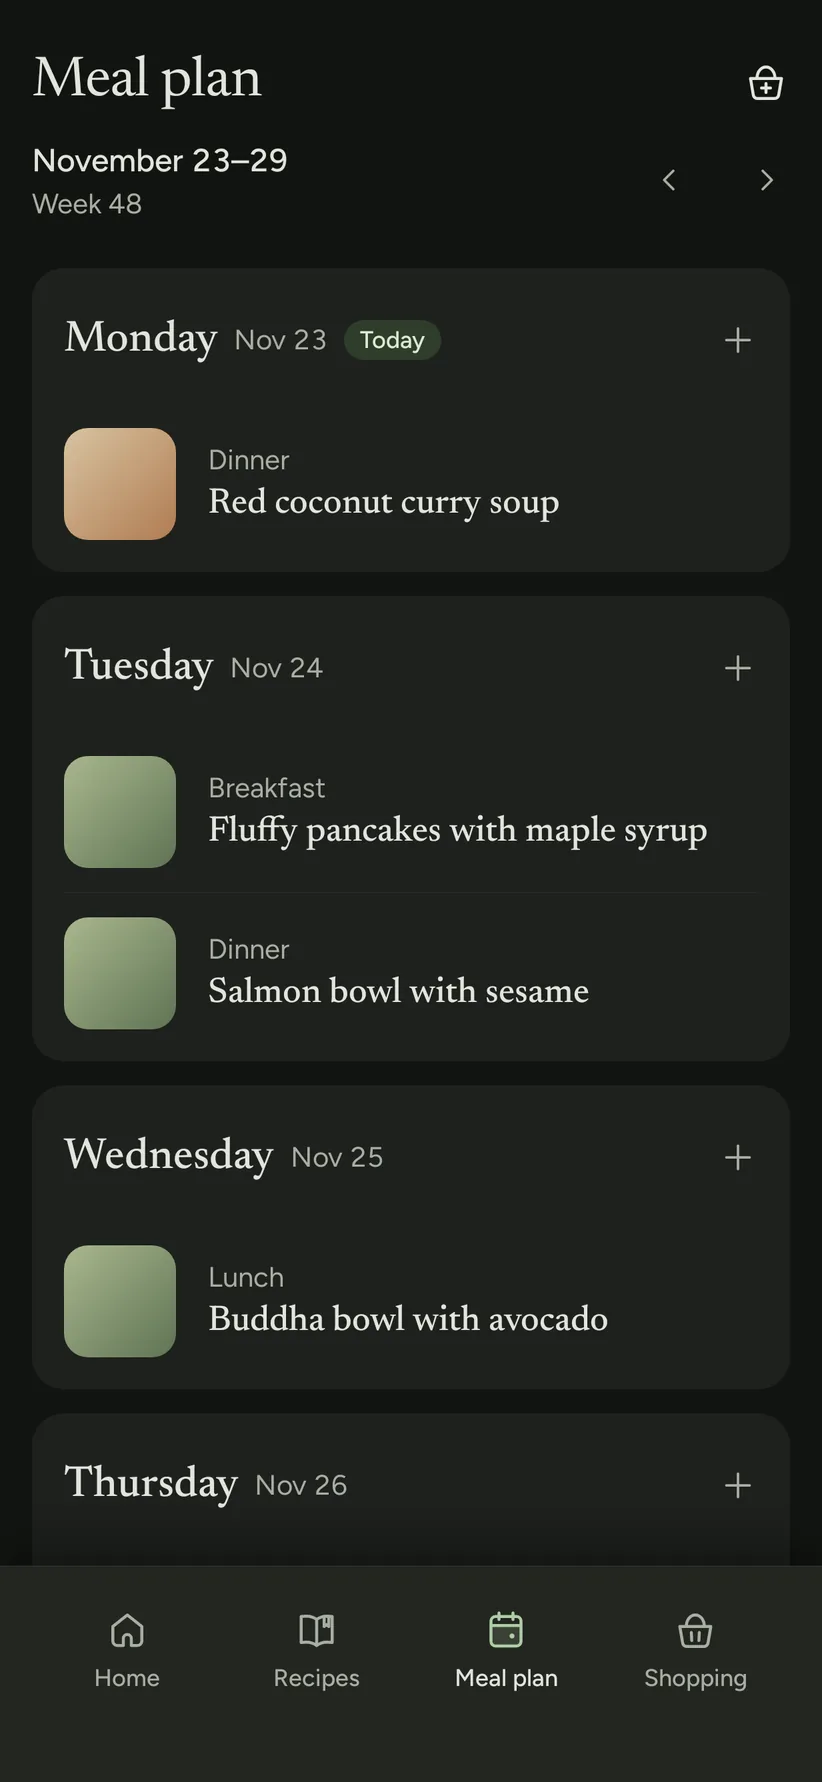 Meal plan
November 23–29
Week 48
Monday Nov 23 Today
Dinner
Red coconut curry soup
Tuesday Nov 24
Breakfast
Fluffy pancakes with maple syrup
Dinner
Salmon bowl with sesame
Wednesday Nov 25
Lunch
Buddha bowl with avocado
Thursday Nov 26
Home Recipes Meal plan Shopping